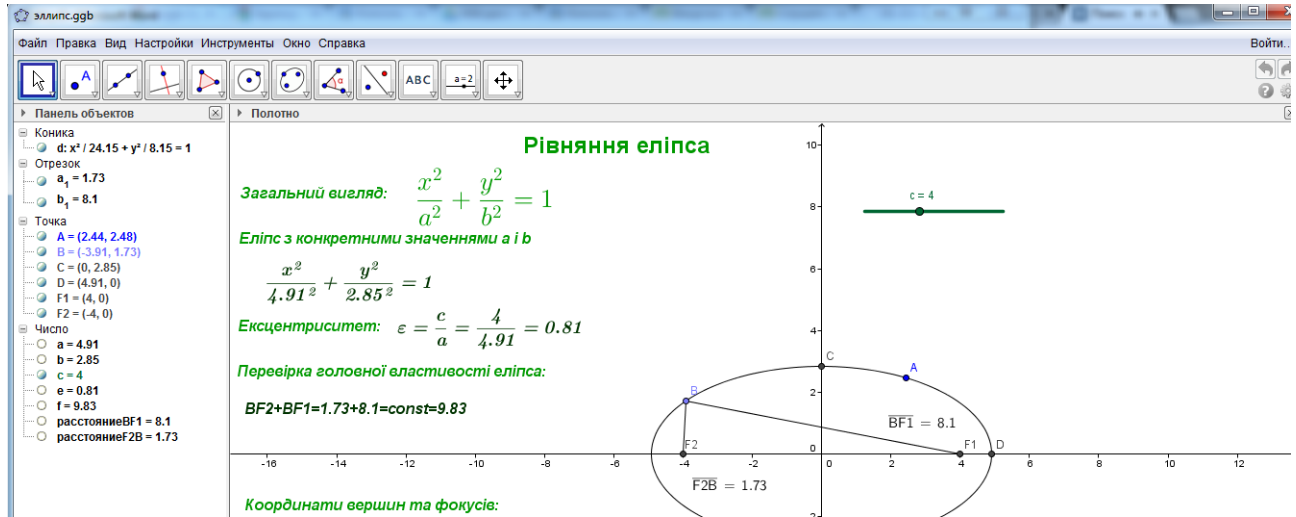 эллипс.ggb
Файл Правка Вид Настройки Инструменты Окно Справка
Войти...
A
α
ABC
a=2
Панель объектов
Полотно
Коника
d: x² / 24.15 + y² / 8.15 = 1
Отрезок
a₁ = 1.73
b₁ = 8.1
Точка
A = (2.44, 2.48)
B = (-3.91, 1.73)
C = (0, 2.85)
D = (4.91, 0)
F1 = (4, 0)
F2 = (-4, 0)
Число
a = 4.91
b = 2.85
c = 4
e = 0.81
f = 9.83
расстояниеBF1 = 8.1
расстояниеF2B = 1.73
Рівняння еліпса
Загальний вигляд: x²/a² + y²/b² = 1
Еліпс з конкретними значеннями a і b
x²/4.91² + y²/2.85² = 1
Ексцентриситет: ε = c/a = 4/4.91 = 0.81
Перевірка головної властивості еліпса:
BF2+BF1=1.73+8.1=const=9.83
Координати вершин та фокусів:
c = 4
10
8
6
4
2
0
-2
C
A
B
BF1 = 8.1
F2
F1
D
F2B = 1.73
-16 -14 -12 -10 -8 -6 -4 -2 0 2 4 6 8 10 12